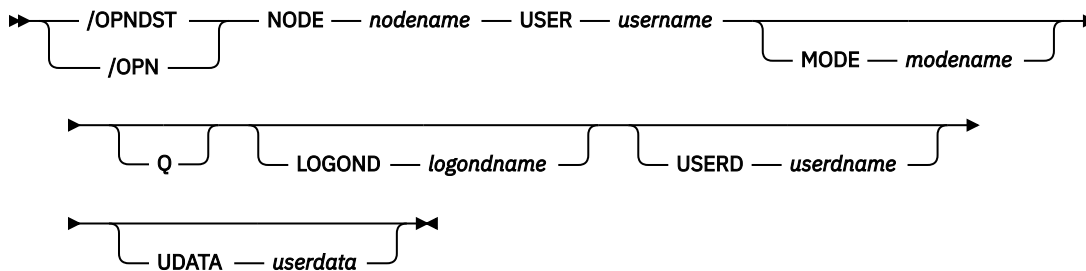 /OPNDST NODE nodename USER username
/OPN MODE modename
Q LOGOND logondname USERD userdname
UDATA userdata